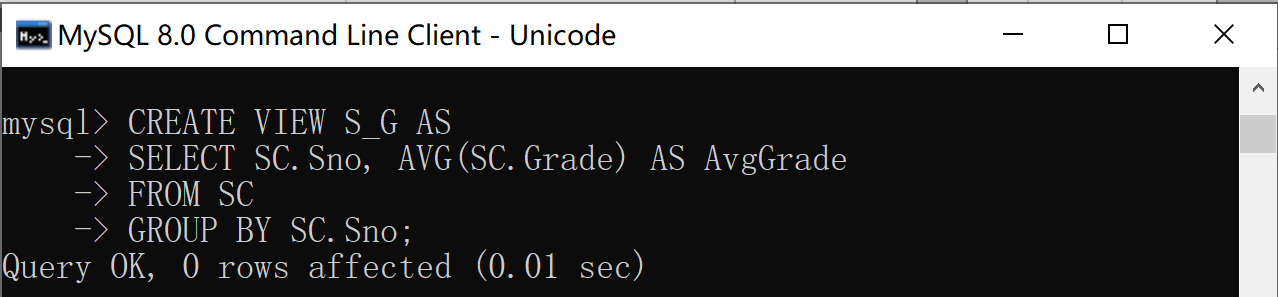 MySQL 8.0 Command Line Client - Unicode
mysql> CREATE VIEW S_G AS
    -> SELECT SC.Sno, AVG(SC.Grade) AS AvgGrade
    -> FROM SC
    -> GROUP BY SC.Sno;
Query OK, 0 rows affected (0.01 sec)